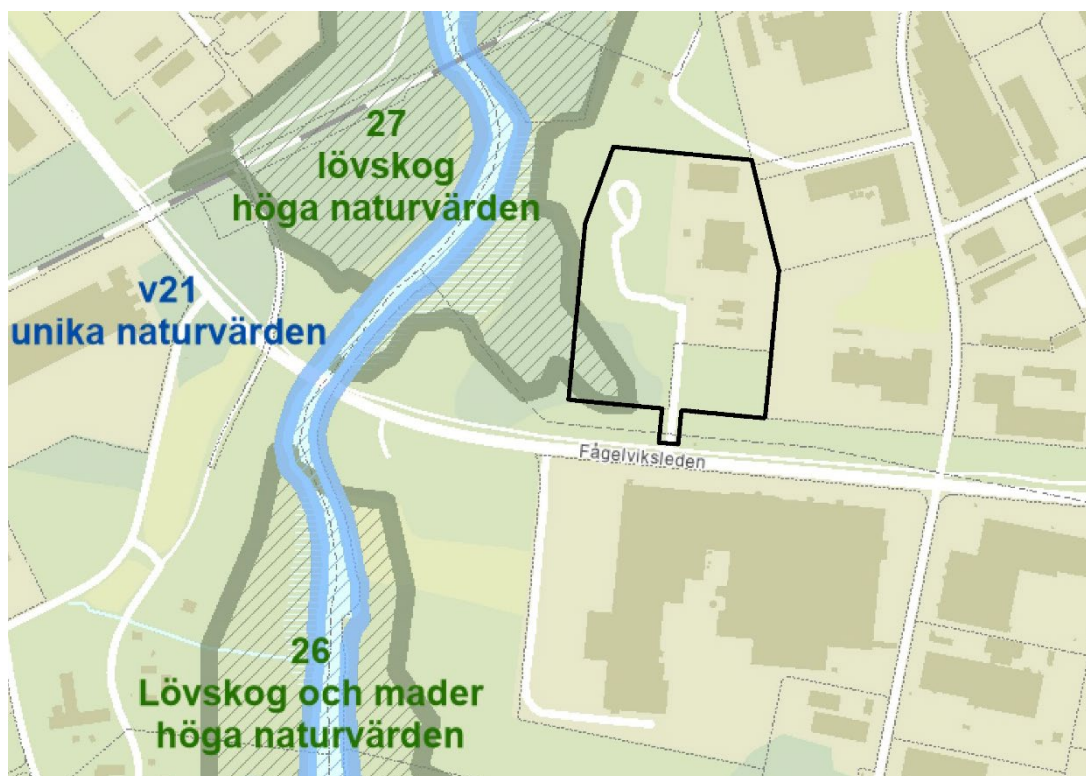 27
lövskog
höga naturvärden
v21
unika naturvärden
Fågelviksleden
26
Lövskog och mader
höga naturvärden